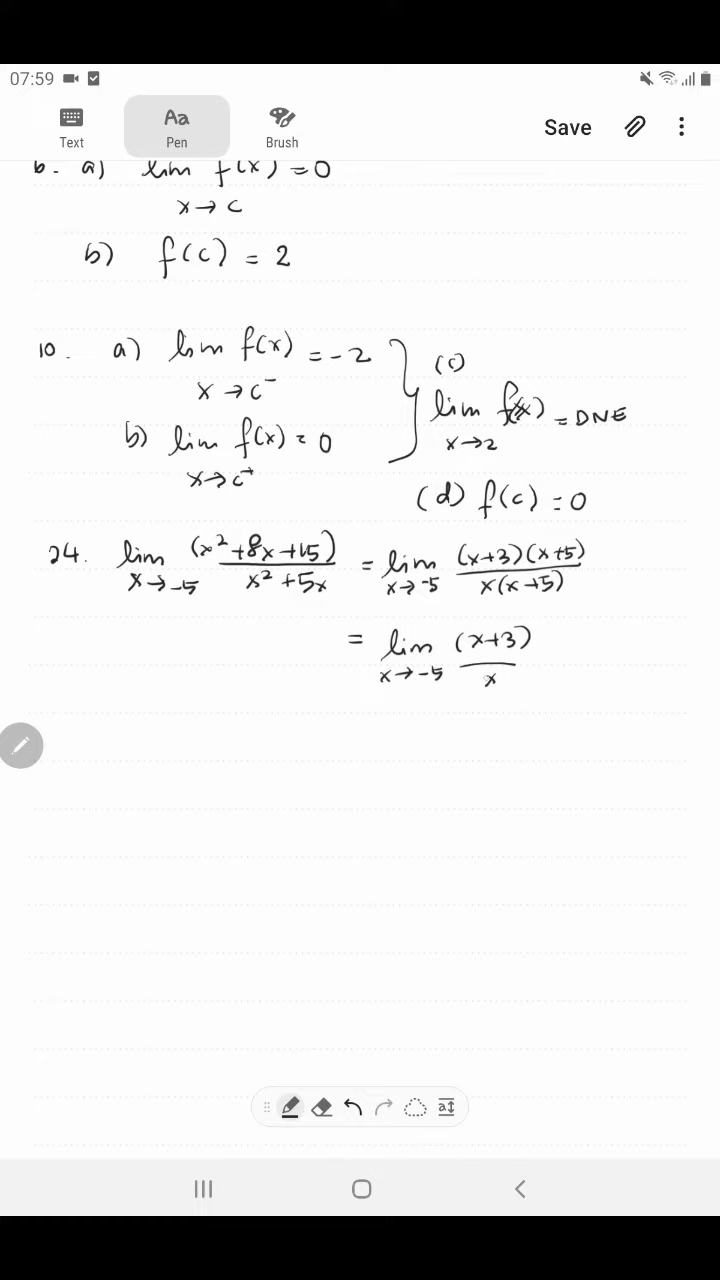 07:59
Text Pen Brush Save
6. a) lim f(x) = 0
x → c
b) f(c) = 2
10. a) lim f(x) = -2
x → c⁻
b) lim f(x) = 0
x → c⁺
(c)
lim f(x) = DNE
x → 2
(d) f(c) = 0
24. lim (x²+8x+15) / x²+5x = lim (x+3)(x+5) / x(x+5)
x → -5 x → -5
= lim (x+3) / x
x → -5